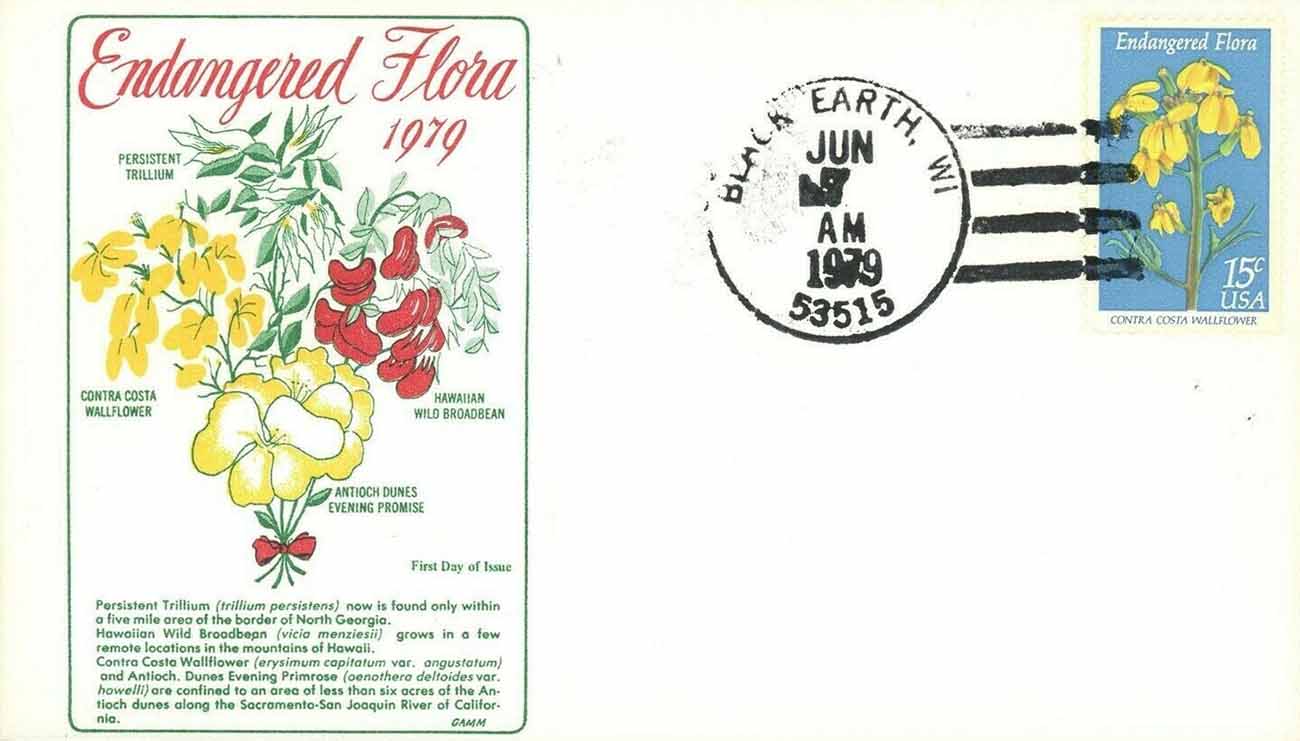 Endangered Flora
1979
PERSISTENT
TRILLIUM
CONTRA COSTA
WALLFLOWER
HAWAIIAN
WILD BROADBEAN
ANTIOCH DUNES
EVENING PROMISE
First Day of Issue
Persistent Trillium (trillium persistens) now is found only within
a five mile area of the border of North Georgia.
Hawaiian Wild Broadbean (vicia menziesii) grows in a few
remote locations in the mountains of Hawaii.
Contra Costa Wallflower (erysimum capitatum var. angustatum)
and Antioch. Dunes Evening Primrose (oenothera deltoides var.
howelli) are confined to an area of less than six acres of the An-
tioch dunes along the Sacramento-San Joaquin River of Califor-
nia.
GAMM
BLACK EARTH, WI
JUN
7
AM
1979
53515
Endangered Flora
15c
USA
CONTRA COSTA WALLFLOWER